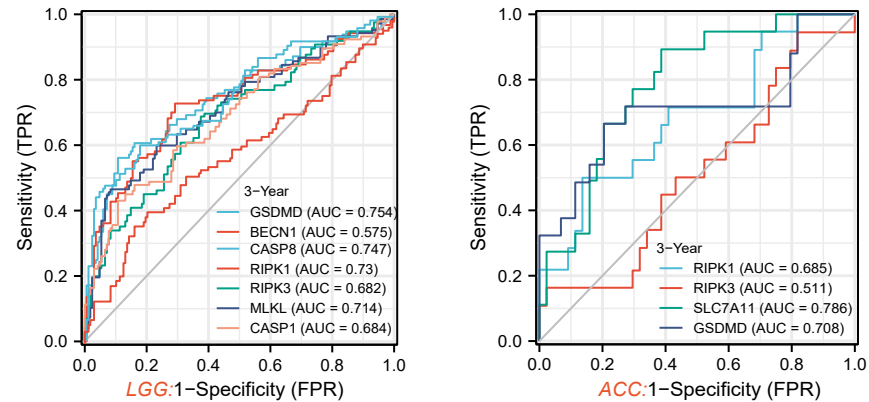 1.0
0.8
0.6
0.4
0.2
0.0
Sensitivity (TPR)
3−Year
GSDMD (AUC = 0.754)
BECN1 (AUC = 0.575)
CASP8 (AUC = 0.747)
RIPK1 (AUC = 0.73)
RIPK3 (AUC = 0.682)
MLKL (AUC = 0.714)
CASP1 (AUC = 0.684)
0.0 0.2 0.4 0.6 0.8 1.0
LGG:1−Specificity (FPR)
1.0
0.8
0.6
0.4
0.2
0.0
Sensitivity (TPR)
3−Year
RIPK1 (AUC = 0.685)
RIPK3 (AUC = 0.511)
SLC7A11 (AUC = 0.786)
GSDMD (AUC = 0.708)
0.0 0.2 0.4 0.6 0.8 1.0
ACC:1−Specificity (FPR)